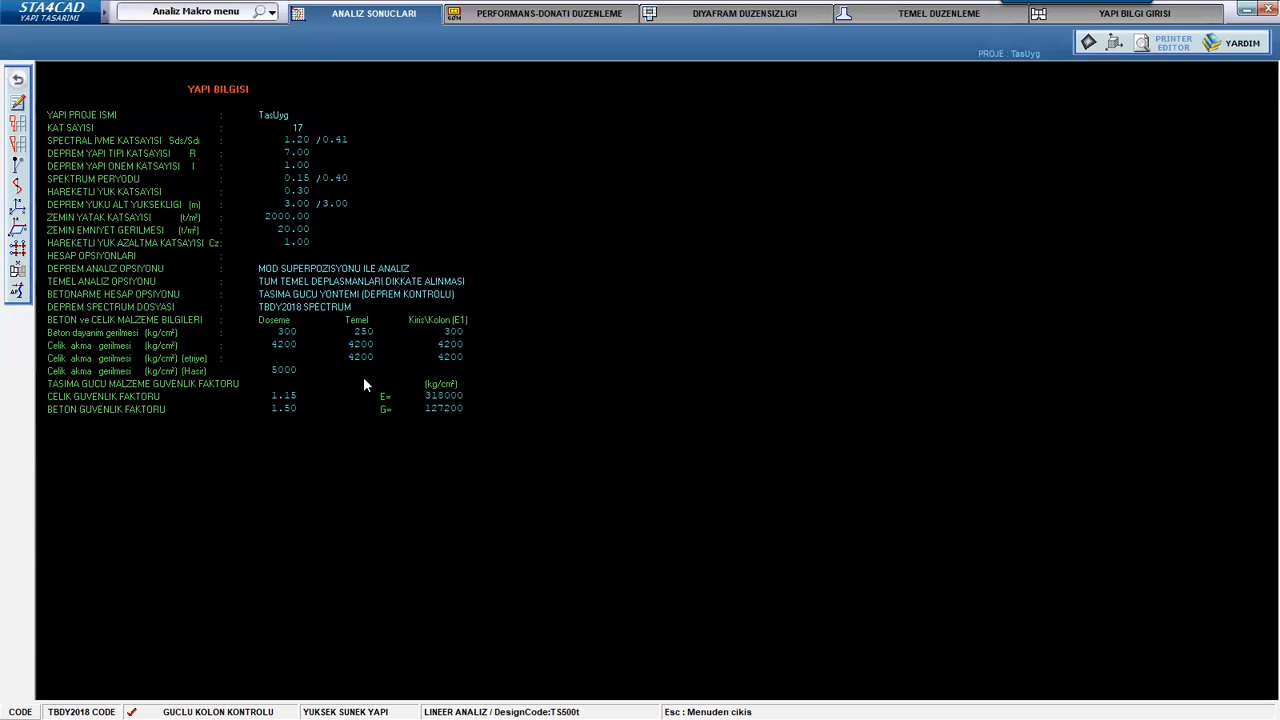 STA4CAD
YAPI TASARIMI
Analiz Makro menu
ANALIZ SONUCLARI
PERFORMANS-DONATI DUZENLEME
DIYAFRAM DUZENSIZLIGI
TEMEL DUZENLEME
YAPI BILGI GIRISI
PROJE : TasUyg
PRINTER EDITOR
YARDIM
YAPI BILGISI
YAPI PROJE ISMI : TasUyg
KAT SAYISI : 17
SPECTRAL İVME KATSAYISI Sds/Sdı : 1.20 /0.41
DEPREM YAPI TIPI KATSAYISI R : 7.00
DEPREM YAPI ONEM KATSAYISI I : 1.00
SPEKTRUM PERYODU : 0.15 /0.40
HAREKETLI YUK KATSAYISI : 0.30
DEPREM YUKU ALT YUKSEKLIGI (m) : 3.00 /3.00
ZEMIN YATAK KATSAYISI (t/m³) : 2000.00
ZEMIN EMNIYET GERILMESI (t/m²) : 20.00
HAREKETLI YUK AZALTMA KATSAYISI Cz : 1.00
HESAP OPSIYONLARI :
DEPREM ANALIZ OPSIYONU : MOD SUPERPOZISYONU ILE ANALIZ
TEMEL ANALIZ OPSIYONU : TUM TEMEL DEPLASMANLARI DIKKATE ALINMASI
BETONARME HESAP OPSIYONU : TASIMA GUCU YONTEMI (DEPREM KONTROLU)
DEPREM SPECTRUM DOSYASI : TBDY2018 SPECTRUM
BETON ve CELIK MALZEME BILGILERI : Doseme Temel Kiris\Kolon (E1)
Beton dayanim gerilmesi (kg/cm²) : 300 250 300
Celik akma gerilmesi (kg/cm²) : 4200 4200 4200
Celik akma gerilmesi (kg/cm²) (etriye) : 4200 4200
Celik akma gerilmesi (kg/cm²) (Hasir) 5000
TASIMA GUCU MALZEME GUVENLIK FAKTORU (kg/cm²)
CELIK GUVENLIK FAKTORU 1.15 E= 318000
BETON GUVENLIK FAKTORU 1.50 G= 127200
CODE TBDY2018 CODE GUCLU KOLON KONTROLU YUKSEK SUNEK YAPI LINEER ANALIZ / DesignCode:TS500t Esc : Menuden cikis